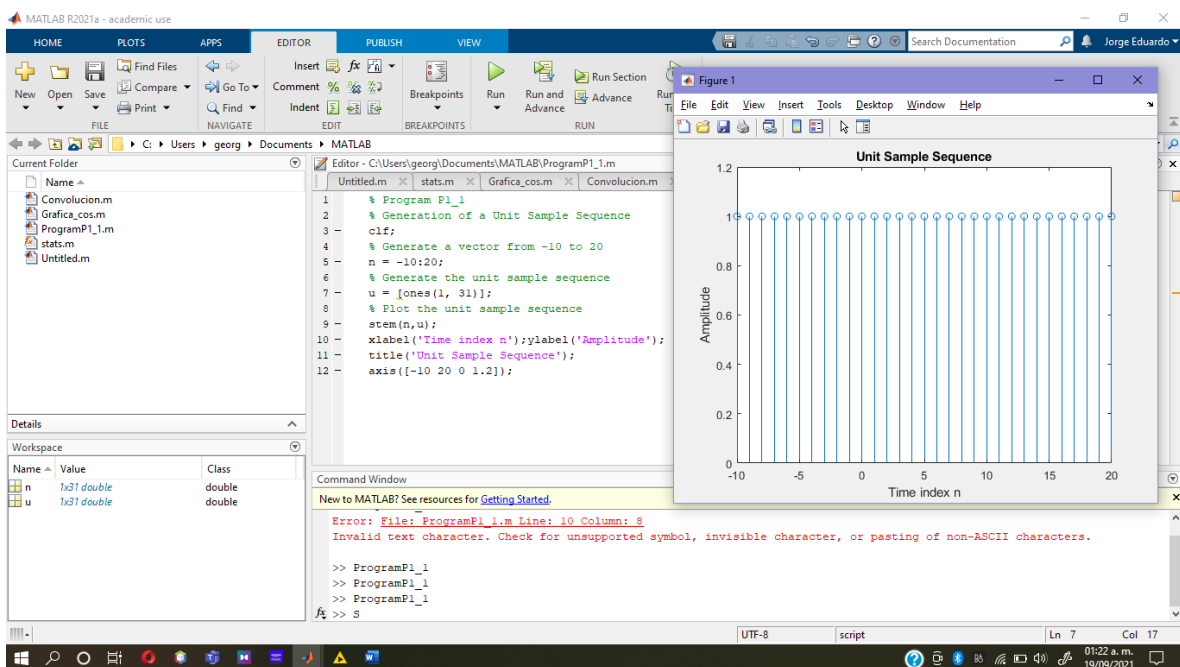 MATLAB R2021a - academic use
HOME PLOTS APPS EDITOR PUBLISH VIEW
Search Documentation
Jorge Eduardo
New Open Save
Find Files
Compare
Print
FILE
Go To
Find
NAVIGATE
Insert fx
Comment
Indent
EDIT
Breakpoints
BREAKPOINTS
Run
Run and Advance
Run Section
Advance
RUN
C: Users georg Documents MATLAB
Current Folder
Name
Convolucion.m
Grafica_cos.m
ProgramP1_1.m
stats.m
Untitled.m
Details
Workspace
Name Value Class
n 1x31 double double
u 1x31 double double
Editor - C:\Users\georg\Documents\MATLAB\ProgramP1_1.m
Untitled.m stats.m Grafica_cos.m Convolucion.m
1 % Program P1_1
2 % Generation of a Unit Sample Sequence
3 - clf;
4 % Generate a vector from -10 to 20
5 - n = -10:20;
6 % Generate the unit sample sequence
7 - u = [ones(1, 31)];
8 % Plot the unit sample sequence
9 - stem(n,u);
10 - xlabel('Time index n');ylabel('Amplitude');
11 - title('Unit Sample Sequence');
12 - axis([-10 20 0 1.2]);
Figure 1
File Edit View Insert Tools Desktop Window Help
Unit Sample Sequence
1.2
1
0.8
0.6
0.4
0.2
0
Amplitude
-10 -5 0 5 10 15 20
Time index n
Command Window
New to MATLAB? See resources for Getting Started.
Error: File: ProgramP1_1.m Line: 10 Column: 8
Invalid text character. Check for unsupported symbol, invisible character, or pasting of non-ASCII characters.
>> ProgramP1_1
>> ProgramP1_1
>> ProgramP1_1
fx >> S
UTF-8 script Ln 7 Col 17
01:22 a. m.
19/09/2021